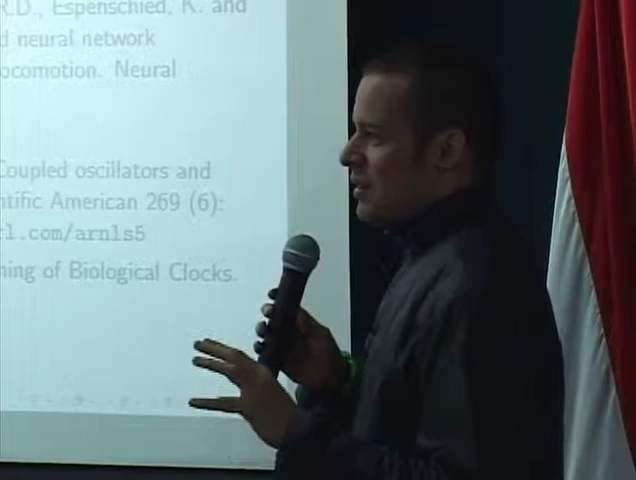 R.D., Espenschied, K. and
d neural network
ocomotion. Neural
Coupled oscillators and
ntific American 269 (6):
rl.com/arnls5
ning of Biological Clocks.